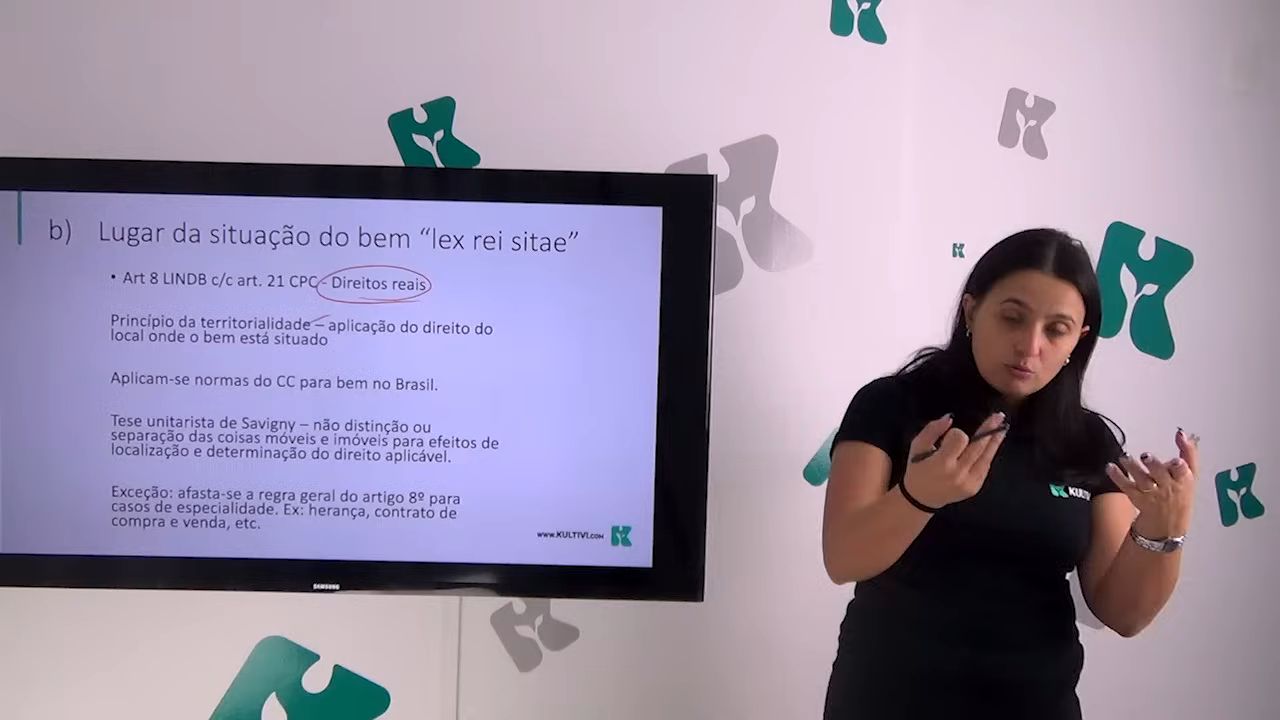 b) Lugar da situação do bem “lex rei sitae”
• Art 8 LINDB c/c art. 21 CPC - Direitos reais
Princípio da territorialidade – aplicação do direito do
local onde o bem está situado
Aplicam-se normas do CC para bem no Brasil.
Tese unitarista de Savigny – não distinção ou
separação das coisas móveis e imóveis para efeitos de
localização e determinação do direito aplicável.
Exceção: afasta-se a regra geral do artigo 8º para
casos de especialidade. Ex: herança, contrato de
compra e venda, etc.
www.KULTIVI.com
SAMSUNG